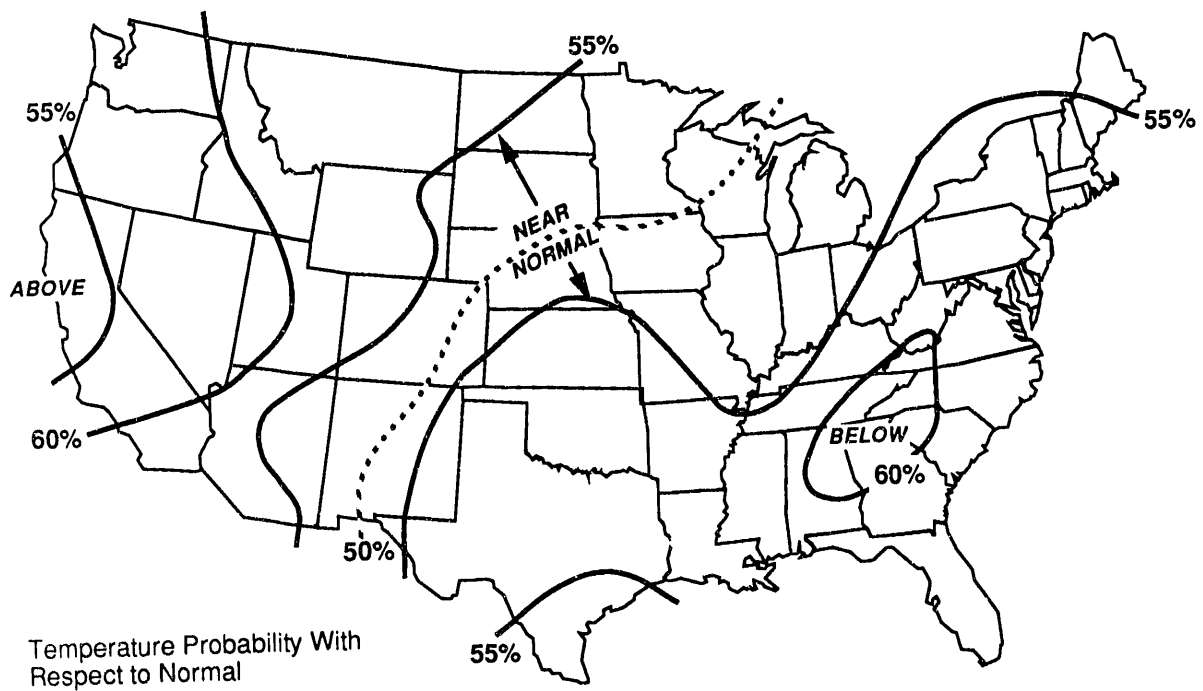 55%
55%
55%
NEAR
NORMAL
ABOVE
60%
BELOW
60%
50%
55%
Temperature Probability With
Respect to Normal